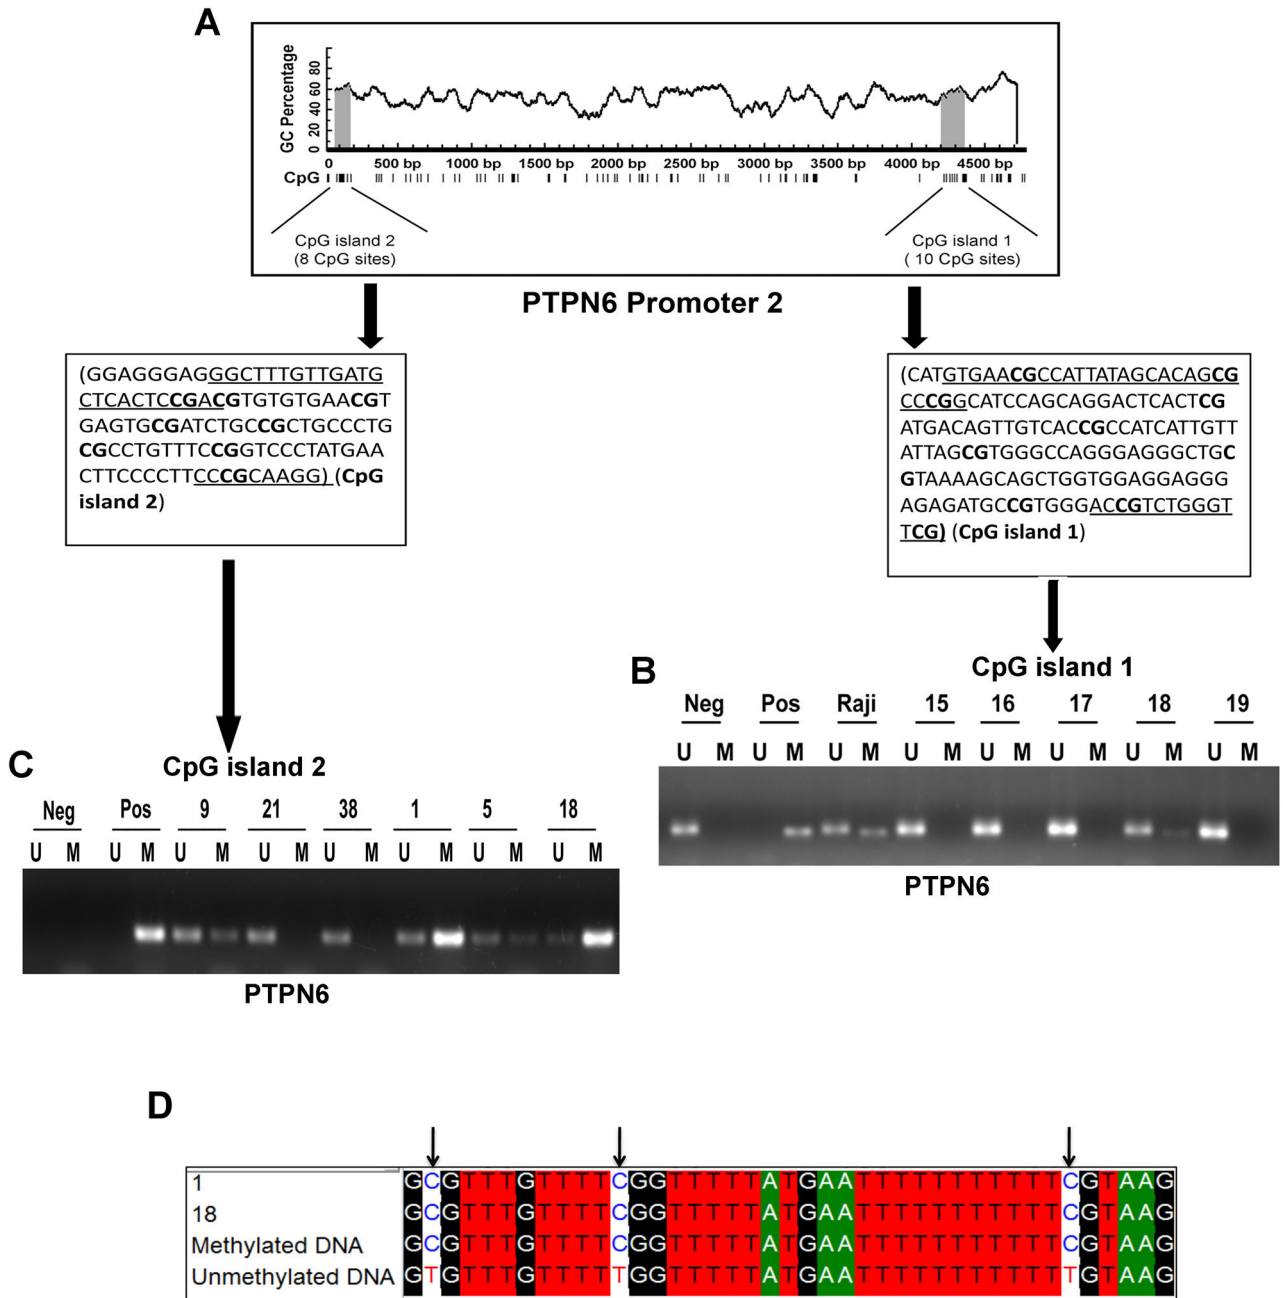 A
GC Percentage
0 20 40 60 80
0 500 bp 1000 bp 1500 bp 2000 bp 2500 bp 3000 bp 3500 bp 4000 bp 4500 bp
CpG
CpG island 2
(8 CpG sites)
CpG island 1
( 10 CpG sites)
PTPN6 Promoter 2
(GGAGGGAGGGCTTTGTTGATG
CTCACTCCGACGTGTGTGAACGT
GAGTGCGATCTGCCGCTGCCCTG
CGCCTGTTTCCGGTCCCTATGAA
CTTCCCCTTCCCGCAAGG) (CpG
island 2)
(CATGTGAACGCCATTATAGCACAGCG
CCCGGCATCCAGCAGGACTCACTCG
ATGACAGTTGTCACCGCCATCATTGTT
ATTAGCGTGGGCCAGGGAGGGCTGC
GTAAAAGCAGCTGGTGGAGGAGGG
AGAGATGCCGTGGGACCGTCTGGGT
TCG) (CpG island 1)
B
CpG island 1
Neg Pos Raji 15 16 17 18 19
U M U M U M U M U M U M U M U M
PTPN6
C
CpG island 2
Neg Pos 9 21 38 1 5 18
U M U M U M U M U M U M U M U M
PTPN6
D
1 GCGTTTGTTTTCGGTTTTTATGAATTTTTTTTTTTCGTAAG
18 GCGTTTGTTTTCGGTTTTTATGAATTTTTTTTTTTCGTAAG
Methylated DNA GCGTTTGTTTTCGGTTTTTATGAATTTTTTTTTTTCGTAAG
Unmethylated DNA GTGTTTGTTTTTGGTTTTTATGAATTTTTTTTTTTTGTAAG